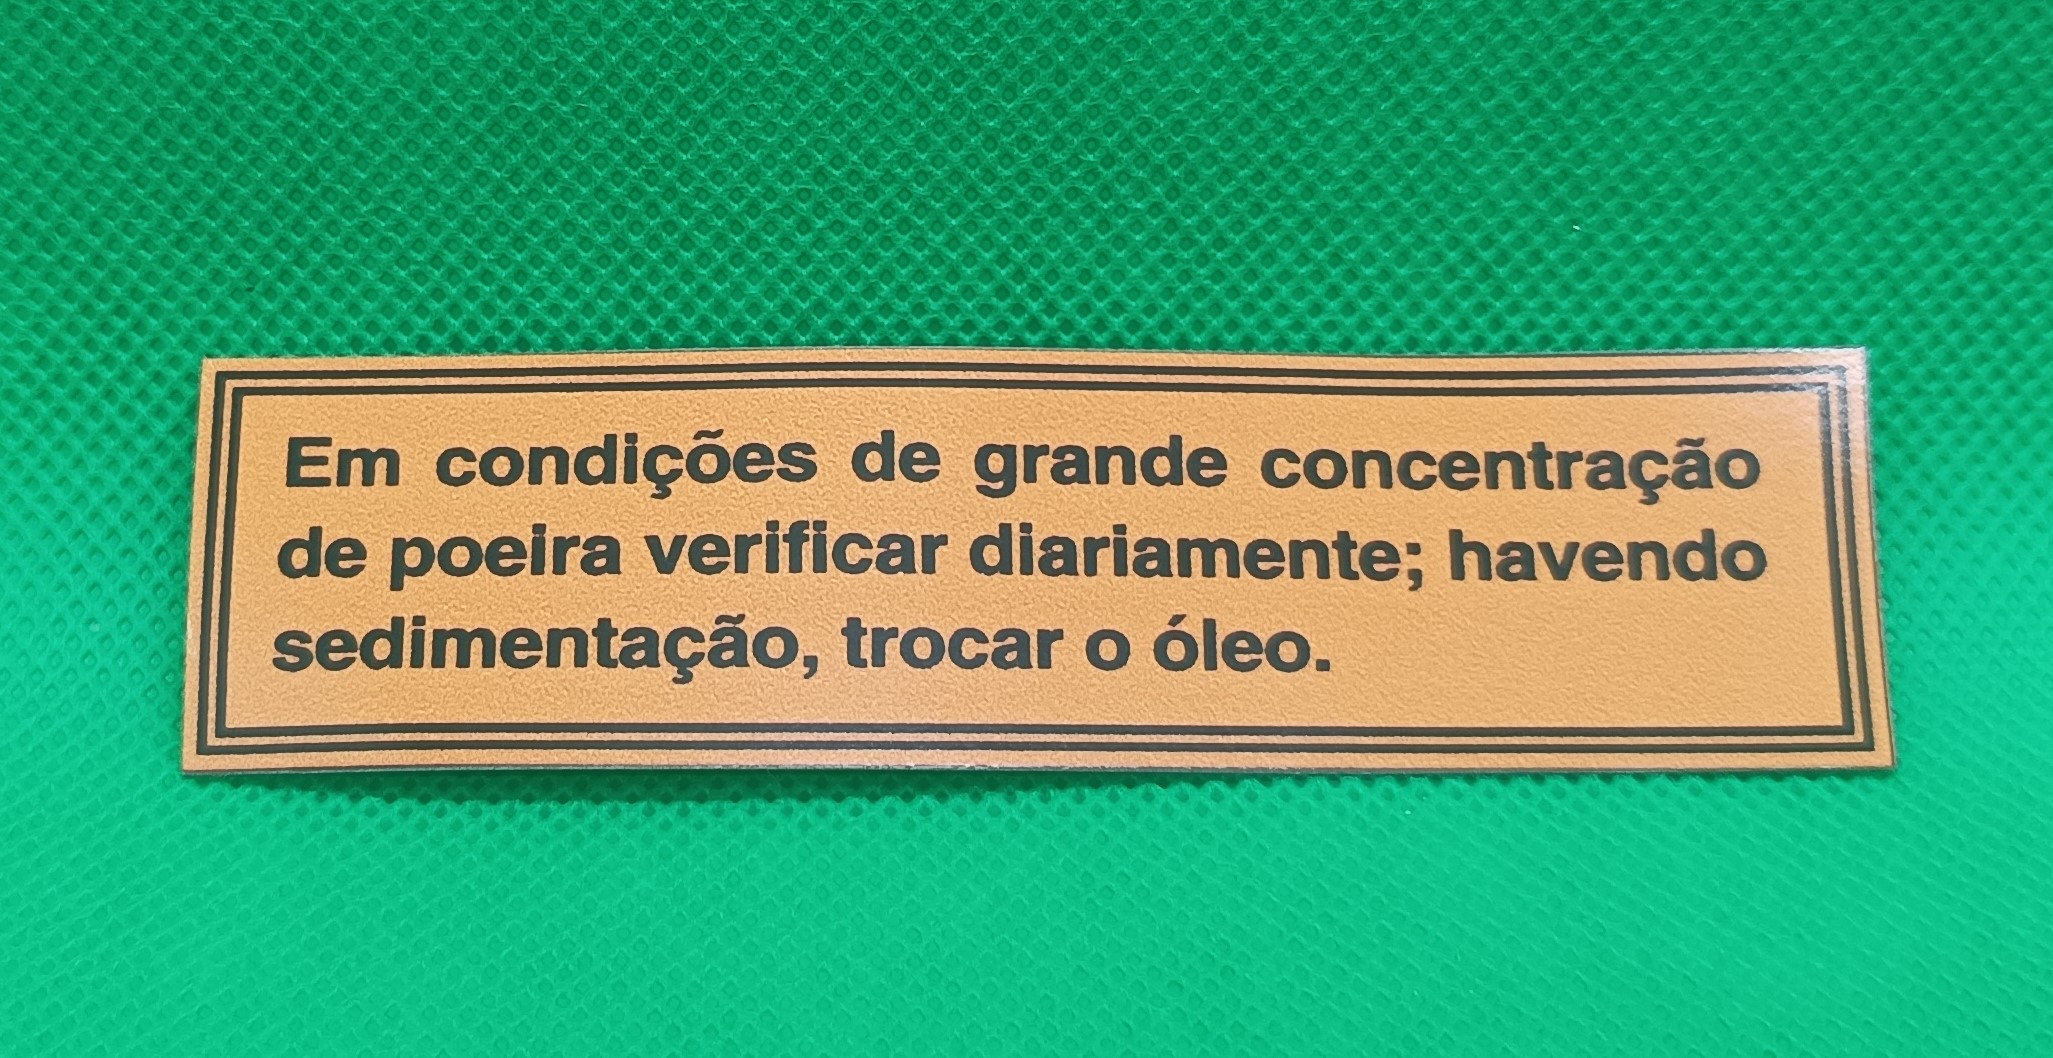 Em condições de grande concentração
de poeira verificar diariamente; havendo
sedimentação, trocar o óleo.